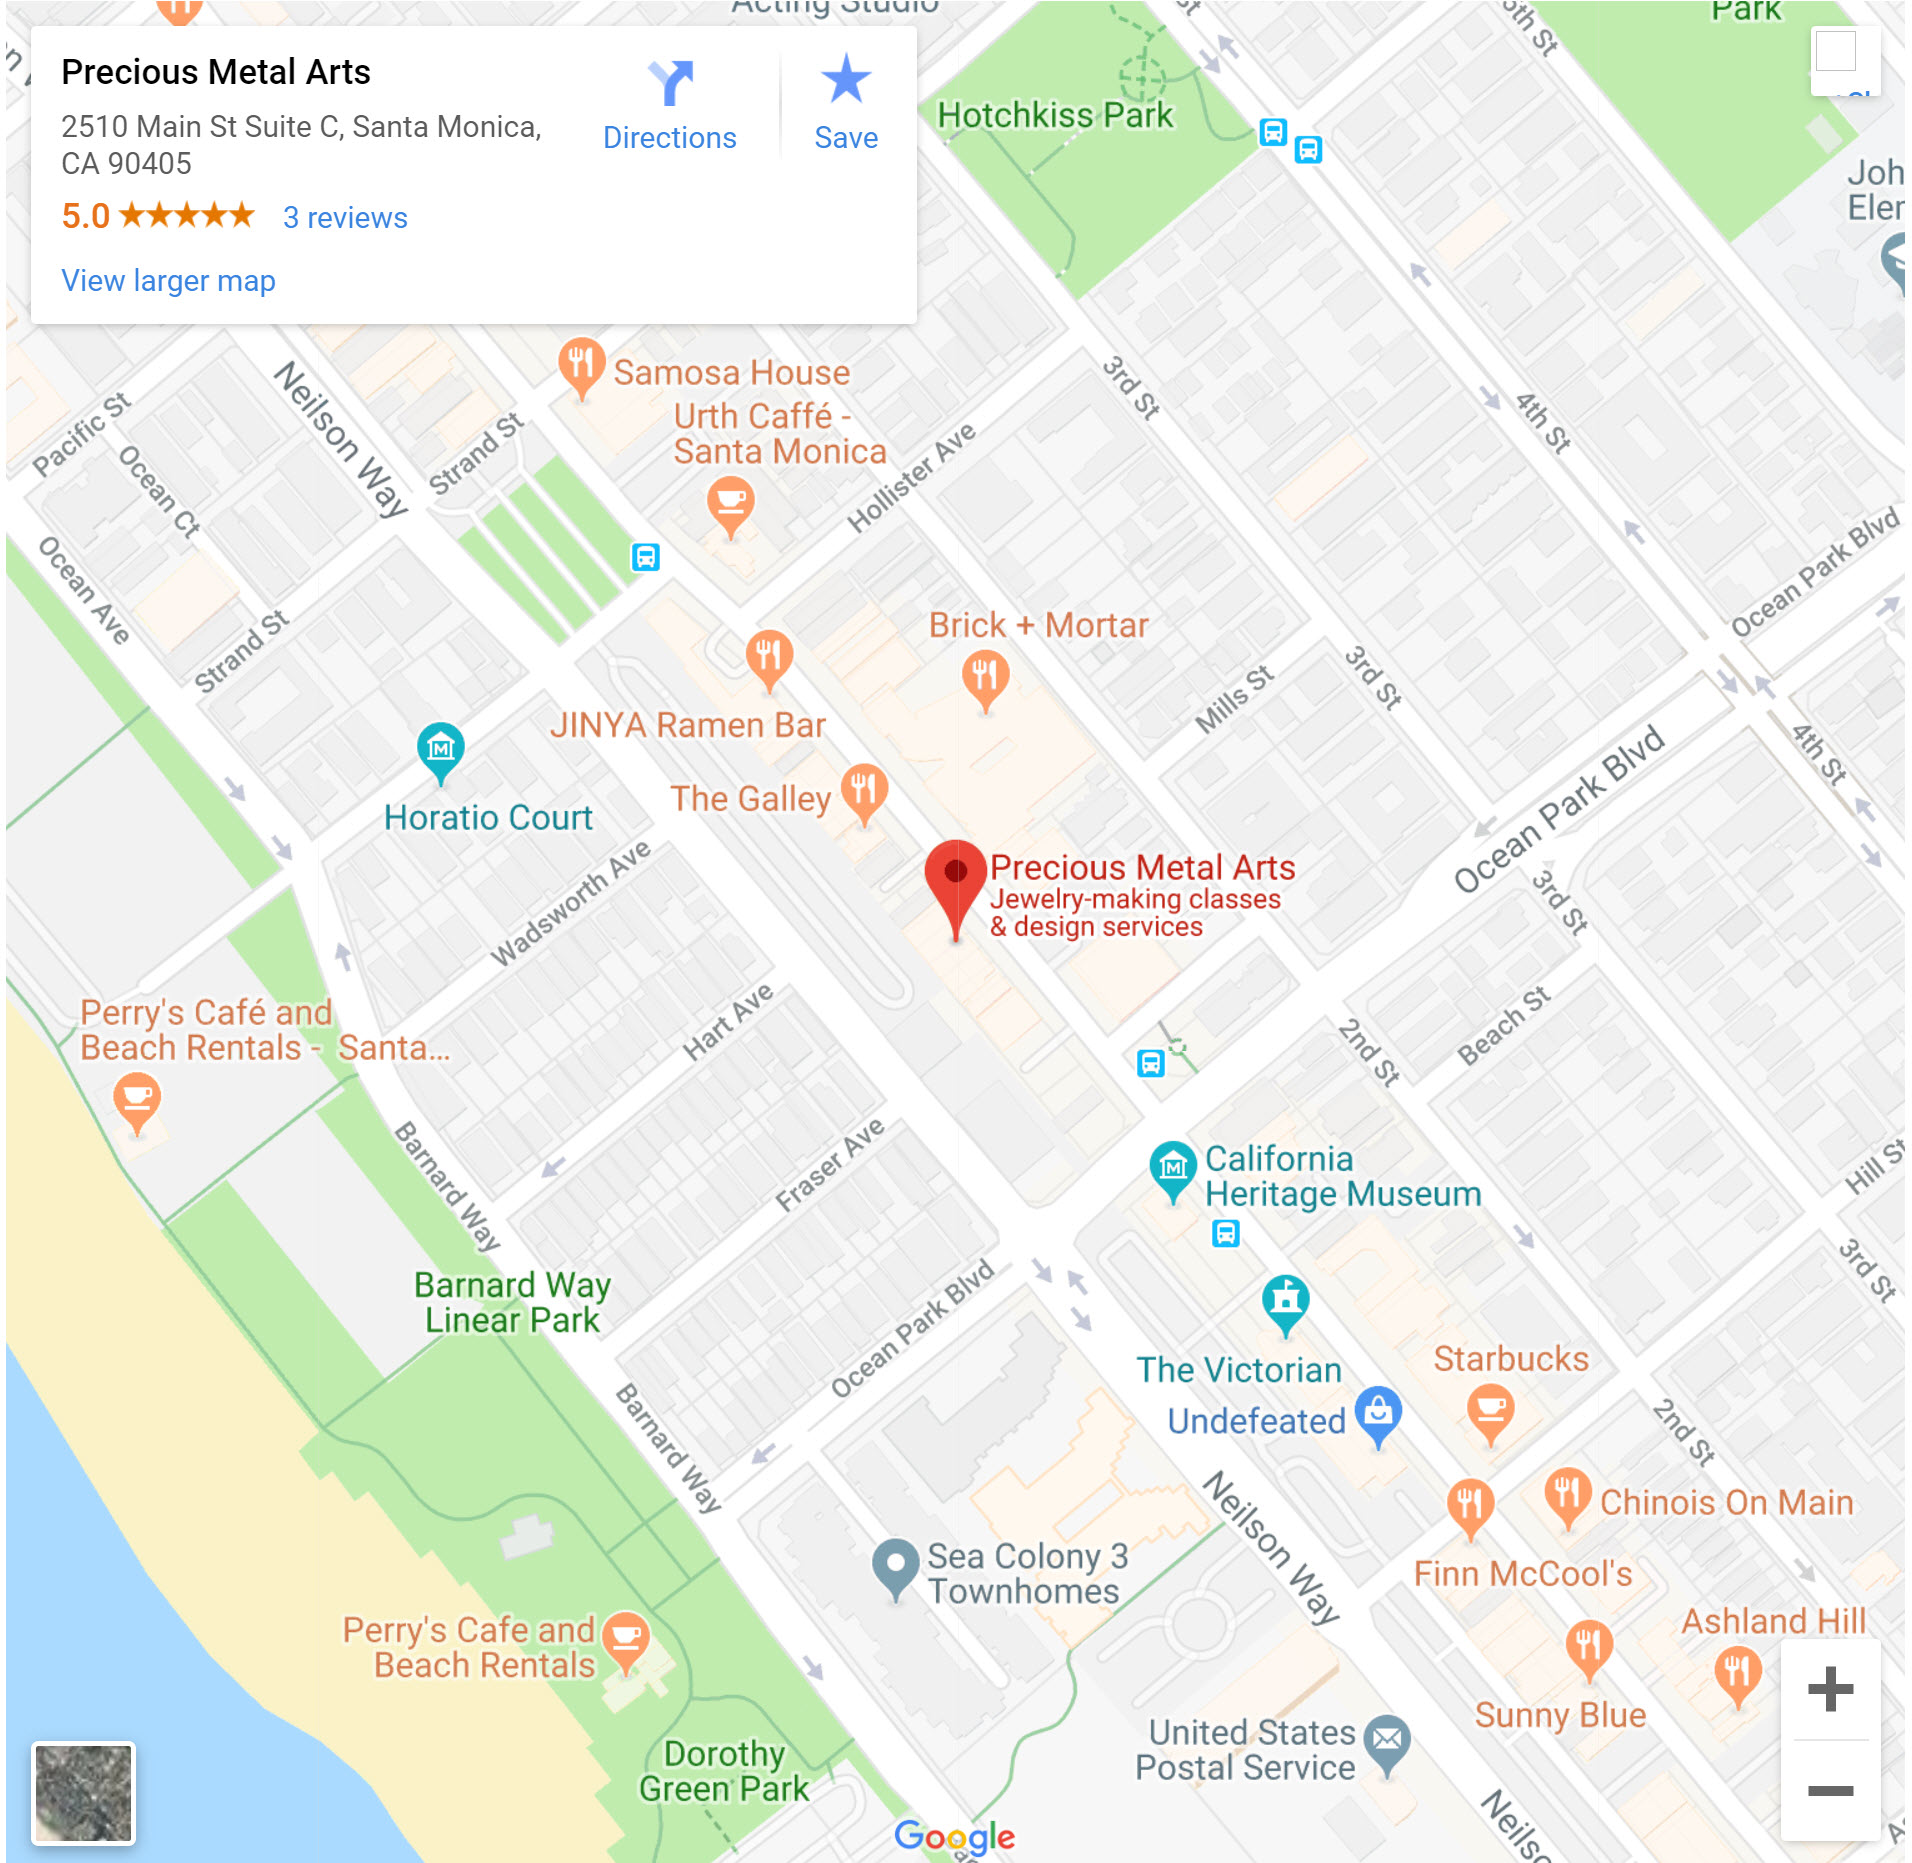 Acting Studio
Park
5th St
St
Precious Metal Arts
2510 Main St Suite C, Santa Monica,
CA 90405
5.0
3 reviews
View larger map
Directions
Save
Hotchkiss Park
Samosa House
Urth Caffé -
Santa Monica
Neilson Way
3rd St
4th St
Pacific St
Strand St
Ocean Ct
Hollister Ave
Ocean Ave
Ocean Park Blvd
Strand St
Brick + Mortar
Mills St
3rd St
JINYA Ramen Bar
4th St
Ocean Park Blvd
The Galley
Horatio Court
Wadsworth Ave
Precious Metal Arts
Jewelry-making classes
& design services
3rd St
Perry's Café and
Beach Rentals - Santa...
Hart Ave
2nd St
Beach St
Barnard Way
Fraser Ave
California
Heritage Museum
Hill St
3rd St
Barnard Way
Linear Park
Ocean Park Blvd
The Victorian
Starbucks
Undefeated
Barnard Way
2nd St
Neilson Way
Chinois On Main
Finn McCool's
Sea Colony 3
Townhomes
Ashland Hill
Perry's Cafe and
Beach Rentals
Sunny Blue
United States
Postal Service
Dorothy
Green Park
Google